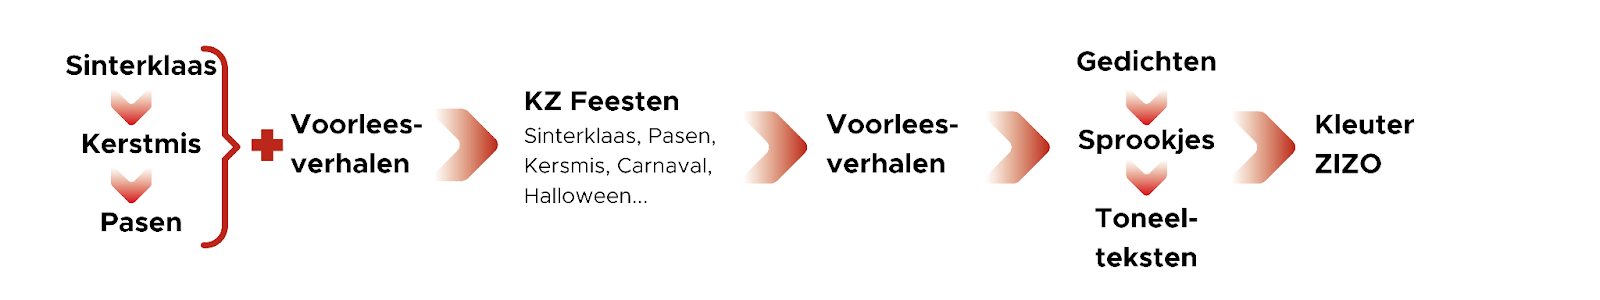 Sinterklaas
Kerstmis
Pasen
Voorlees-
verhalen
KZ Feesten
Sinterklaas, Pasen,
Kersmis, Carnaval,
Halloween...
Voorlees-
verhalen
Gedichten
Sprookjes
Toneel-
teksten
Kleuter
ZIZO